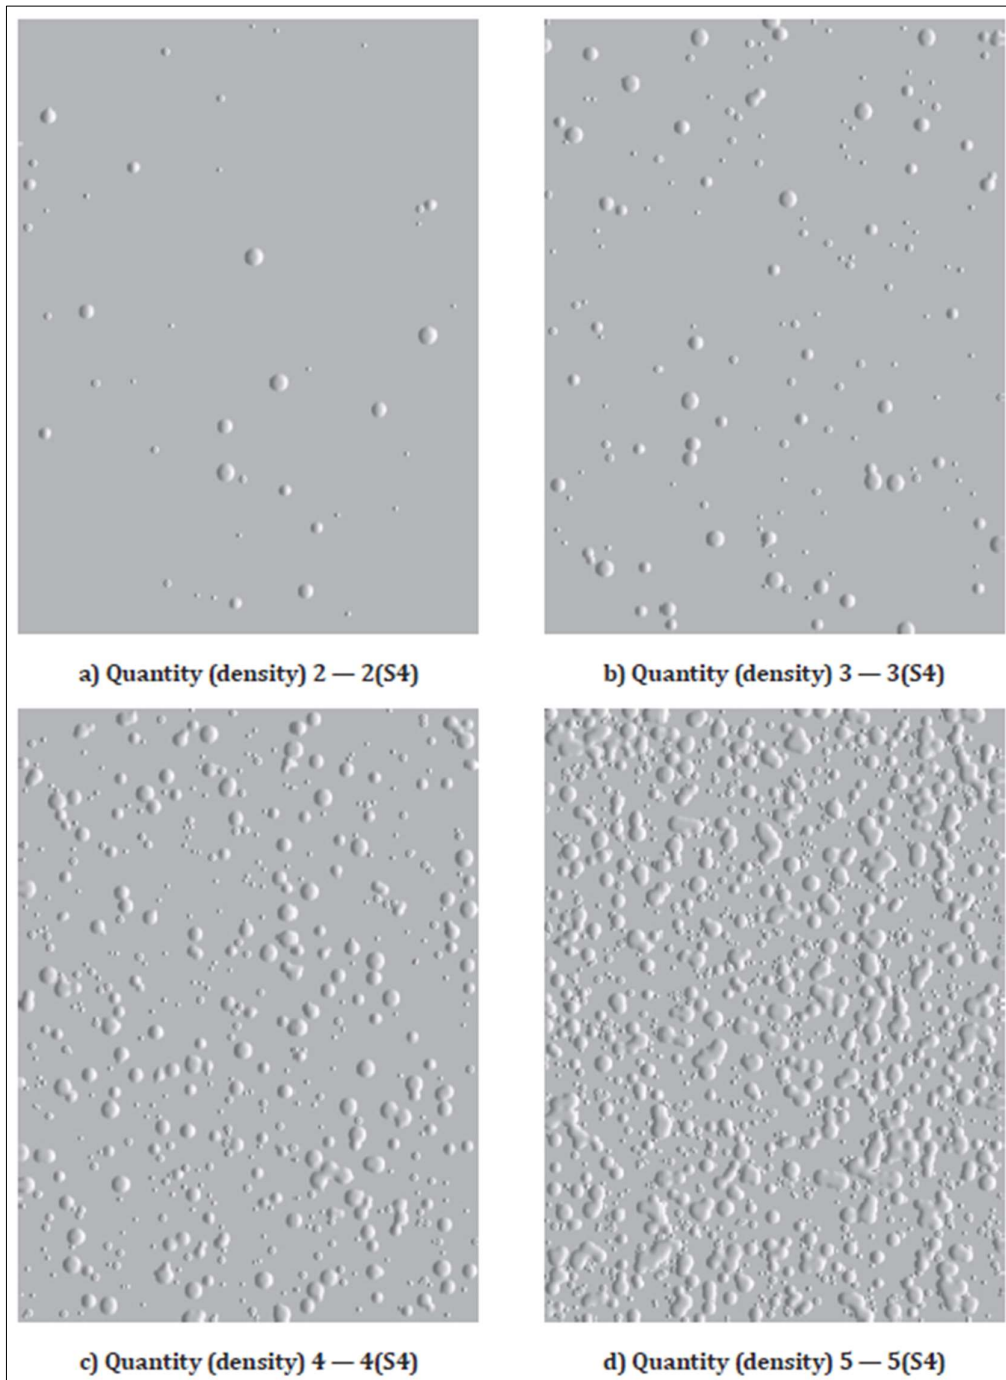 a) Quantity (density) 2 — 2(S4)
b) Quantity (density) 3 — 3(S4)
c) Quantity (density) 4 — 4(S4)
d) Quantity (density) 5 — 5(S4)